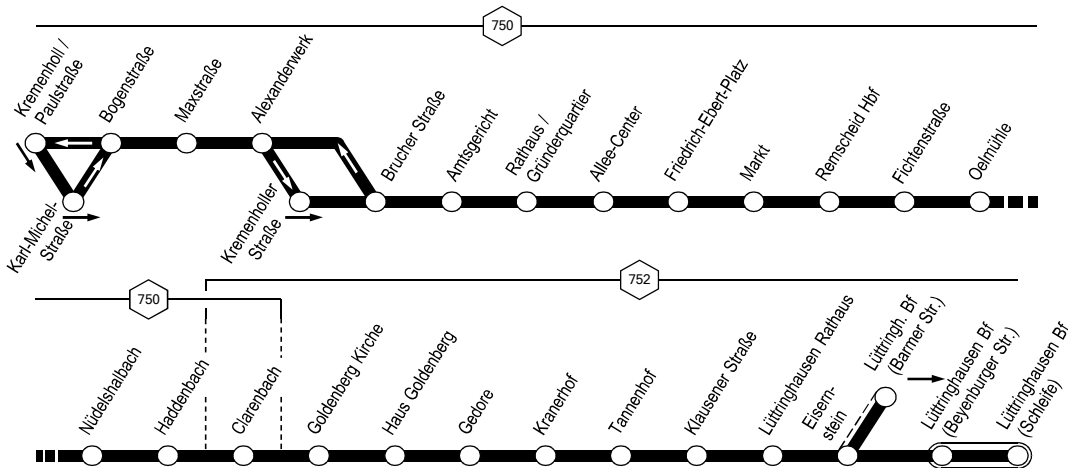 750
Kremenholl /
Paulstraße
Bogenstraße
Maxstraße
Alexanderwerk
Brucher Straße
Amtsgericht
Rathaus /
Gründerquartier
Allee-Center
Friedrich-Ebert-Platz
Markt
Remscheid Hbf
Fichtenstraße
Oelmühle
Karl-Michel-
Straße
Kremenholler
Straße
750
752
Nüdelshalbach
Haddenbach
Clarenbach
Goldenberg Kirche
Haus Goldenberg
Gedore
Kranerhof
Tannenhof
Klausener Straße
Lüttringhausen Rathaus
Eisern-
stein
Lüttringh. Bf
(Barmer Str.)
Lüttringhausen Bf
(Beyenburger Str.)
Lüttringhausen Bf
(Schleife)